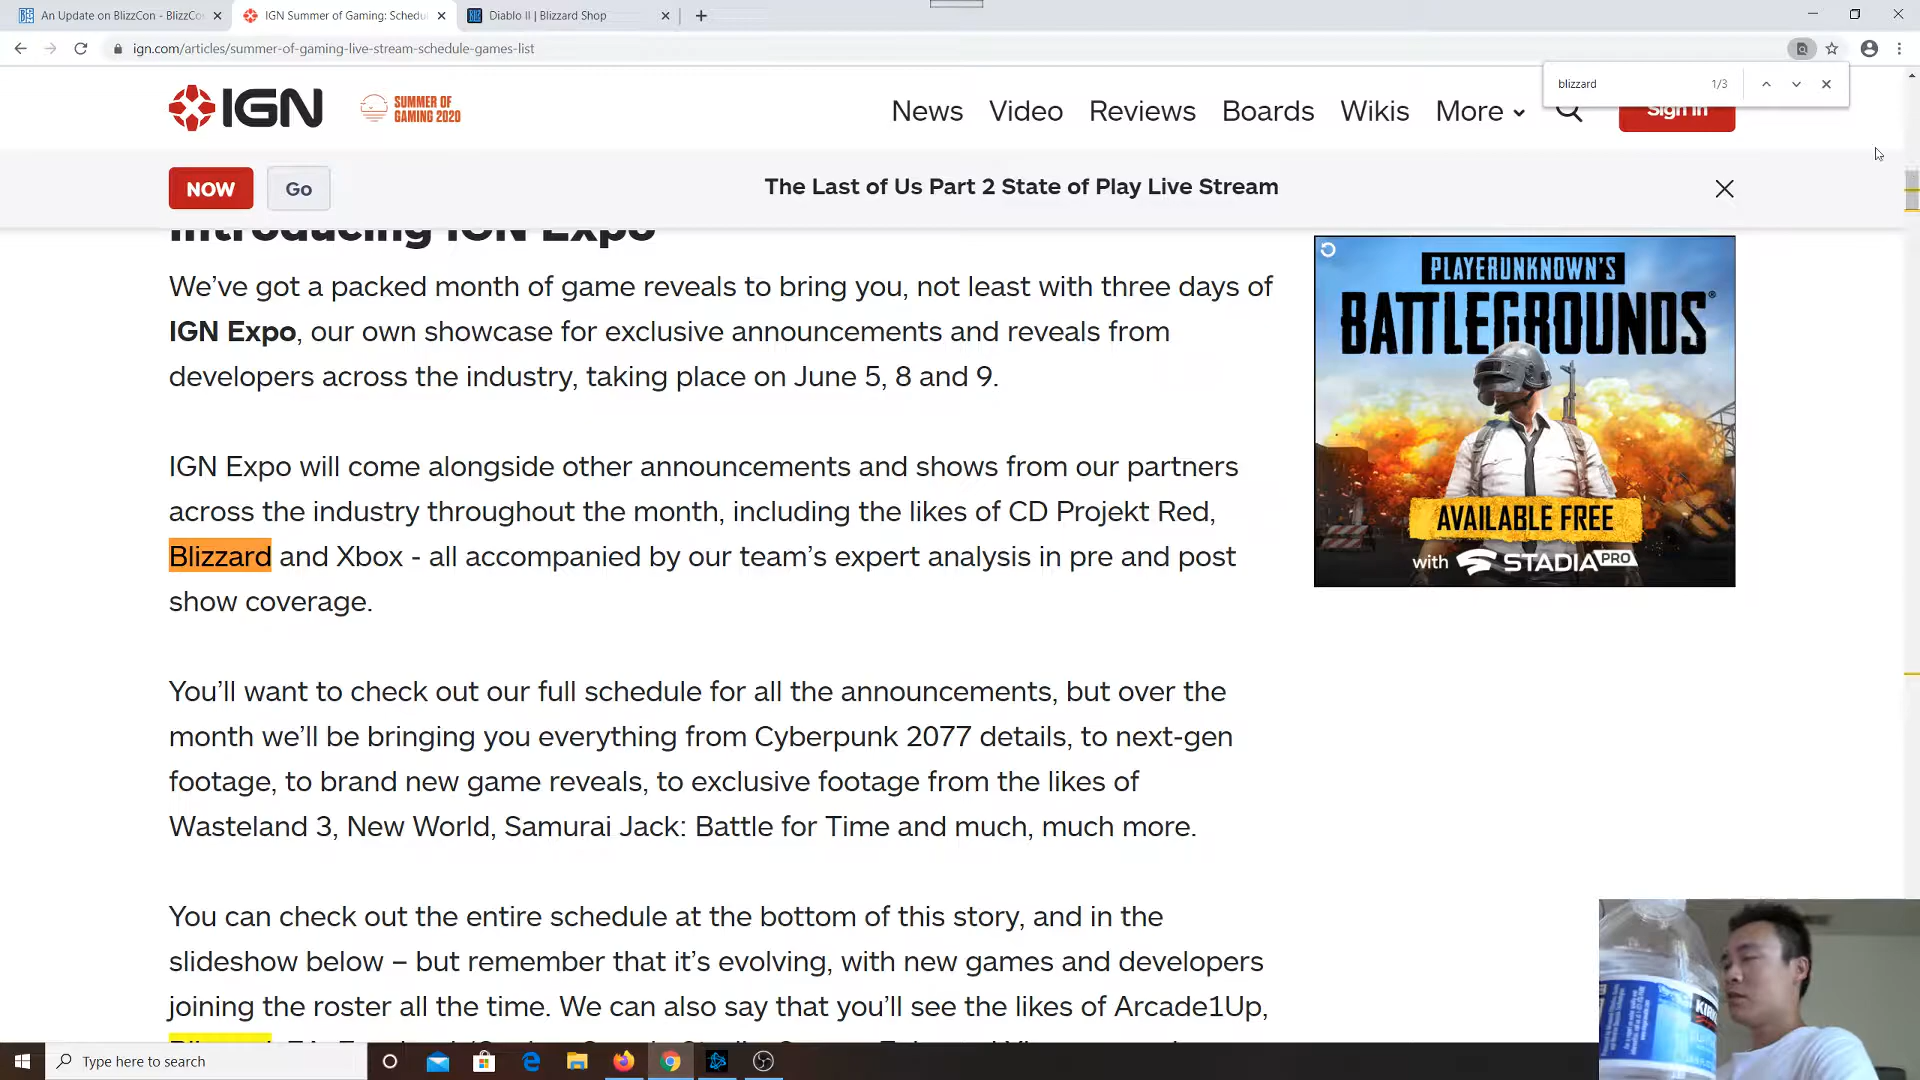 An Update on BlizzCon - BlizzCo
IGN Summer of Gaming: Schedu
Diablo II | Blizzard Shop
ign.com/articles/summer-of-gaming-live-stream-schedule-games-list
blizzard 1/3
IGN SUMMER OF GAMING 2020
News Video Reviews Boards Wikis More
Sign In
NOW Go The Last of Us Part 2 State of Play Live Stream
Introducing IGN Expo
We’ve got a packed month of game reveals to bring you, not least with three days of
IGN Expo, our own showcase for exclusive announcements and reveals from
developers across the industry, taking place on June 5, 8 and 9.
IGN Expo will come alongside other announcements and shows from our partners
across the industry throughout the month, including the likes of CD Projekt Red,
Blizzard and Xbox - all accompanied by our team’s expert analysis in pre and post
show coverage.
You’ll want to check out our full schedule for all the announcements, but over the
month we’ll be bringing you everything from Cyberpunk 2077 details, to next-gen
footage, to brand new game reveals, to exclusive footage from the likes of
Wasteland 3, New World, Samurai Jack: Battle for Time and much, much more.
You can check out the entire schedule at the bottom of this story, and in the
slideshow below – but remember that it’s evolving, with new games and developers
joining the roster all the time. We can also say that you’ll see the likes of Arcade1Up,
PLAYERUNKNOWN'S
BATTLEGROUNDS
AVAILABLE FREE
with STADIA PRO
Type here to search